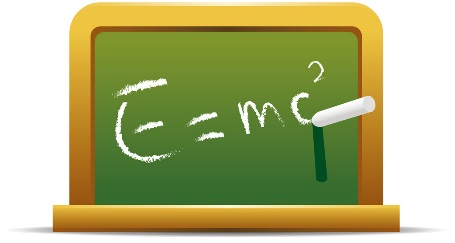 E = mc²